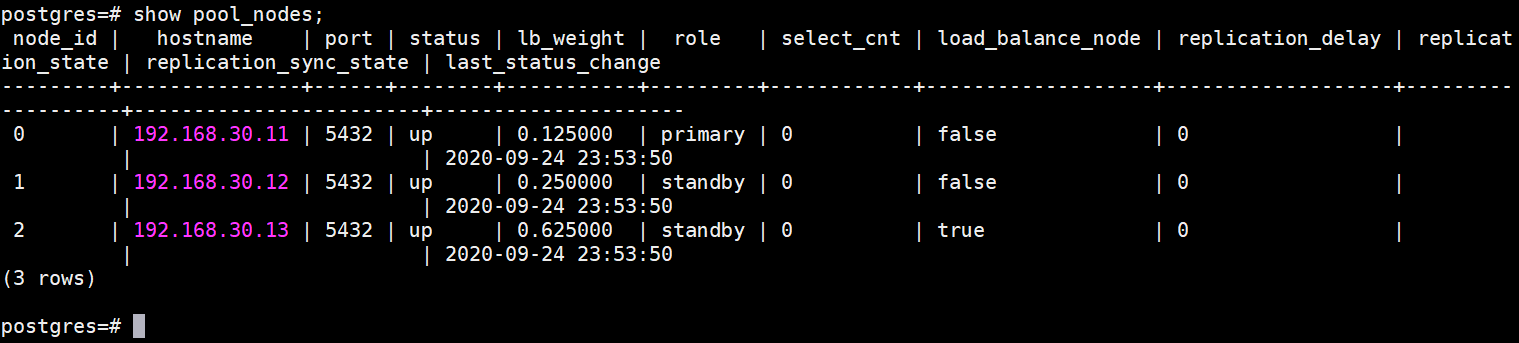 postgres=# show pool_nodes;
 node_id |   hostname    | port | status | lb_weight |  role   | select_cnt | load_balance_node | replication_delay | replicat
ion_state | replication_sync_state | last_status_change
---------+---------------+------+--------+-----------+---------+------------+-------------------+-------------------+---------
----------+------------------------+---------------------
 0       | 192.168.30.11 | 5432 | up     | 0.125000  | primary | 0          | false             | 0                 |
          |                        | 2020-09-24 23:53:50
 1       | 192.168.30.12 | 5432 | up     | 0.250000  | standby | 0          | false             | 0                 |
          |                        | 2020-09-24 23:53:50
 2       | 192.168.30.13 | 5432 | up     | 0.625000  | standby | 0          | true              | 0                 |
          |                        | 2020-09-24 23:53:50
(3 rows)
postgres=#